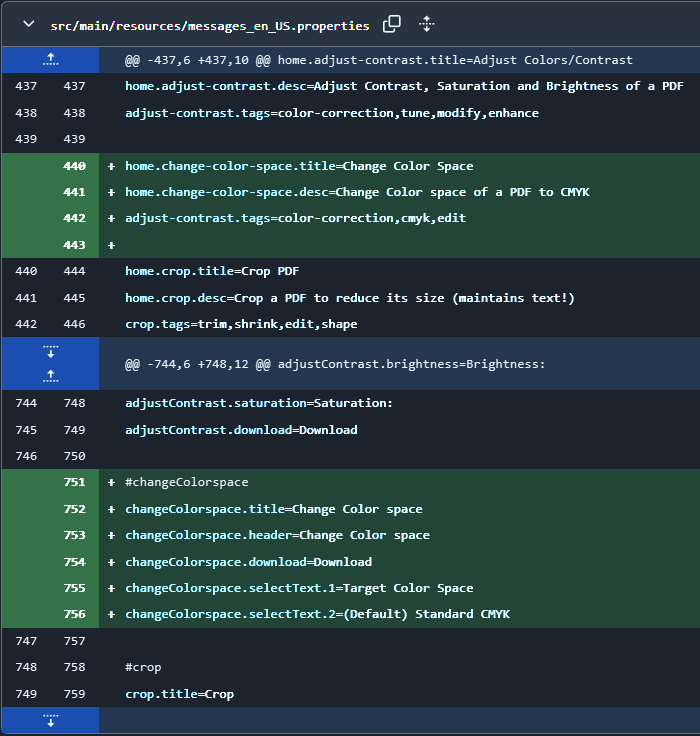 src/main/resources/messages_en_US.properties
@@ -437,6 +437,10 @@ home.adjust-contrast.title=Adjust Colors/Contrast
437 437 home.adjust-contrast.desc=Adjust Contrast, Saturation and Brightness of a PDF
438 438 adjust-contrast.tags=color-correction,tune,modify,enhance
439 439
440 + home.change-color-space.title=Change Color Space
441 + home.change-color-space.desc=Change Color space of a PDF to CMYK
442 + adjust-contrast.tags=color-correction,cmyk,edit
443 +
440 444 home.crop.title=Crop PDF
441 445 home.crop.desc=Crop a PDF to reduce its size (maintains text!)
442 446 crop.tags=trim,shrink,edit,shape
@@ -744,6 +748,12 @@ adjustContrast.brightness=Brightness:
744 748 adjustContrast.saturation=Saturation:
745 749 adjustContrast.download=Download
746 750
751 + #changeColorspace
752 + changeColorspace.title=Change Color space
753 + changeColorspace.header=Change Color space
754 + changeColorspace.download=Download
755 + changeColorspace.selectText.1=Target Color Space
756 + changeColorspace.selectText.2=(Default) Standard CMYK
747 757
748 758 #crop
749 759 crop.title=Crop